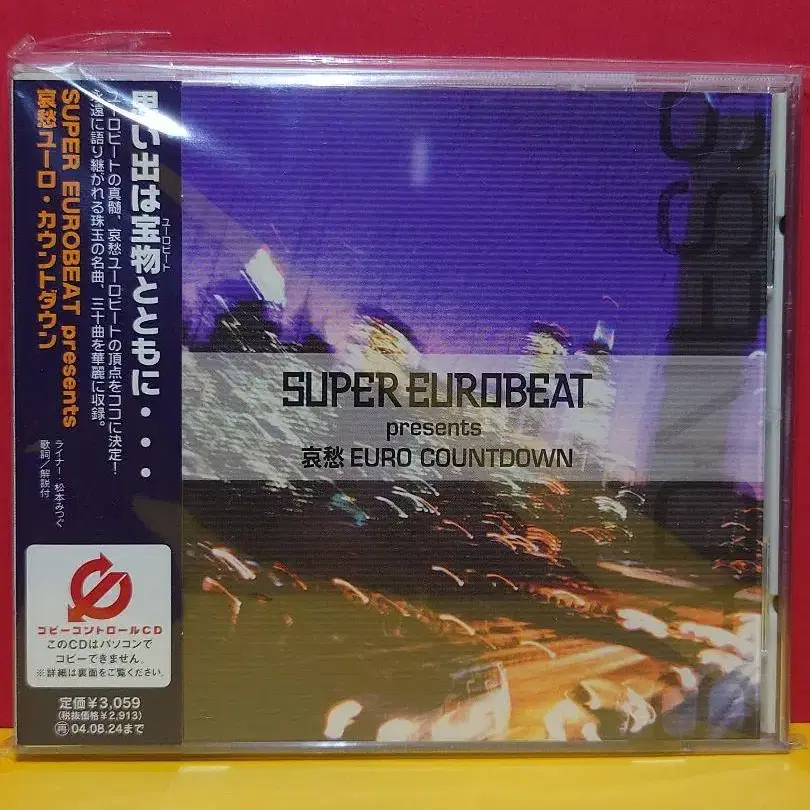 思い出は宝物とともに・・・
ユーロビート
ユーロビートの真髄、哀愁ユーロビートの頂点をココに決定!
永遠に語り継がれる珠玉の名曲、三十曲を華麗に収録。
SUPER EUROBEAT presents
哀愁ユーロ・カウントダウン
ライナー:松本みつぐ
歌詞/解説付
コピーコントロールCD
このCDはパソコンで
コピーできません。
※詳細は裏面をご覧ください。
定価¥3,059
(税抜価格¥2,913)
再 04.08.24まで
SUPER EUROBEAT
presents
哀愁 EURO COUNTDOWN